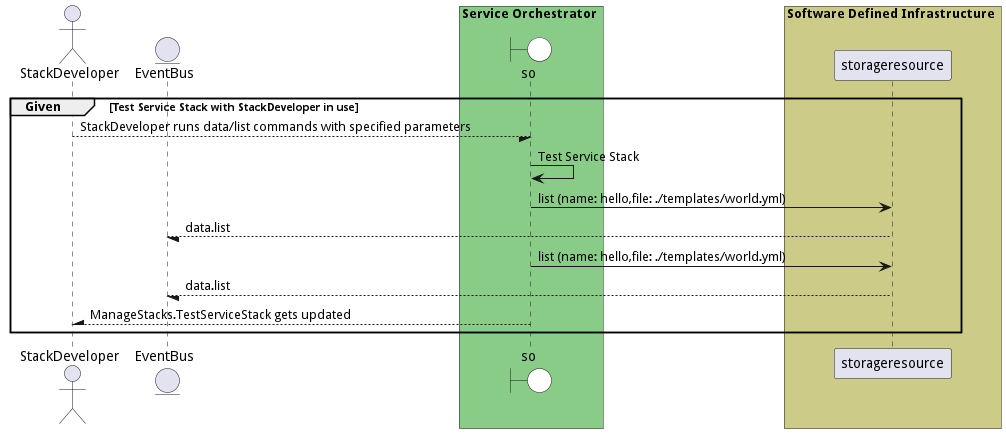 Service Orchestrator
Software Defined Infrastructure
StackDeveloper
EventBus
so
storageresource
Given
[Test Service Stack with StackDeveloper in use]
StackDeveloper runs data/list commands with specified parameters
Test Service Stack
list (name: hello,file: ./templates/world.yml)
data.list
list (name: hello,file: ./templates/world.yml)
data.list
ManageStacks.TestServiceStack gets updated
StackDeveloper
EventBus
so
storageresource